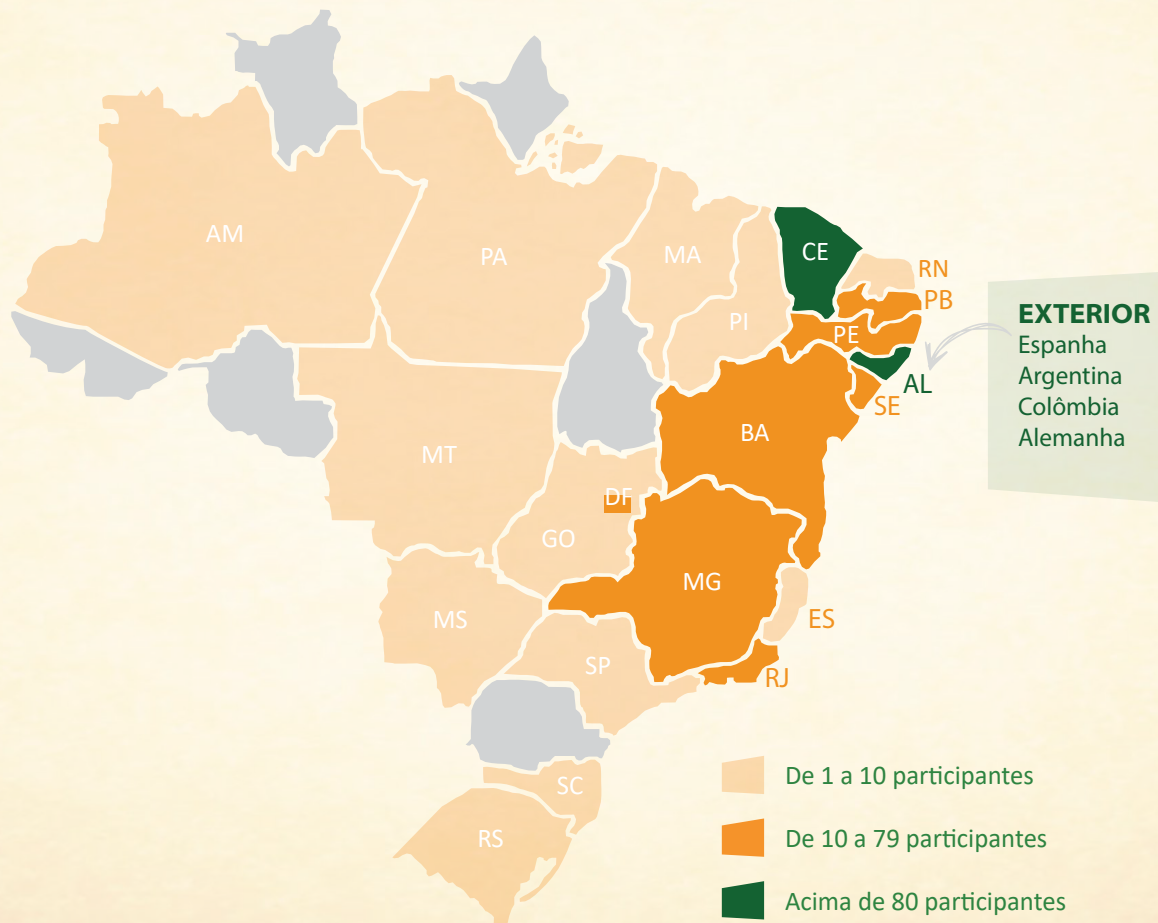 AM
PA
MA
CE
RN
PB
PI
PE
AL
SE
BA
MT
DF
GO
MG
MS
ES
SP
RJ
SC
RS
EXTERIOR
Espanha
Argentina
Colômbia
Alemanha
De 1 a 10 participantes
De 10 a 79 participantes
Acima de 80 participantes